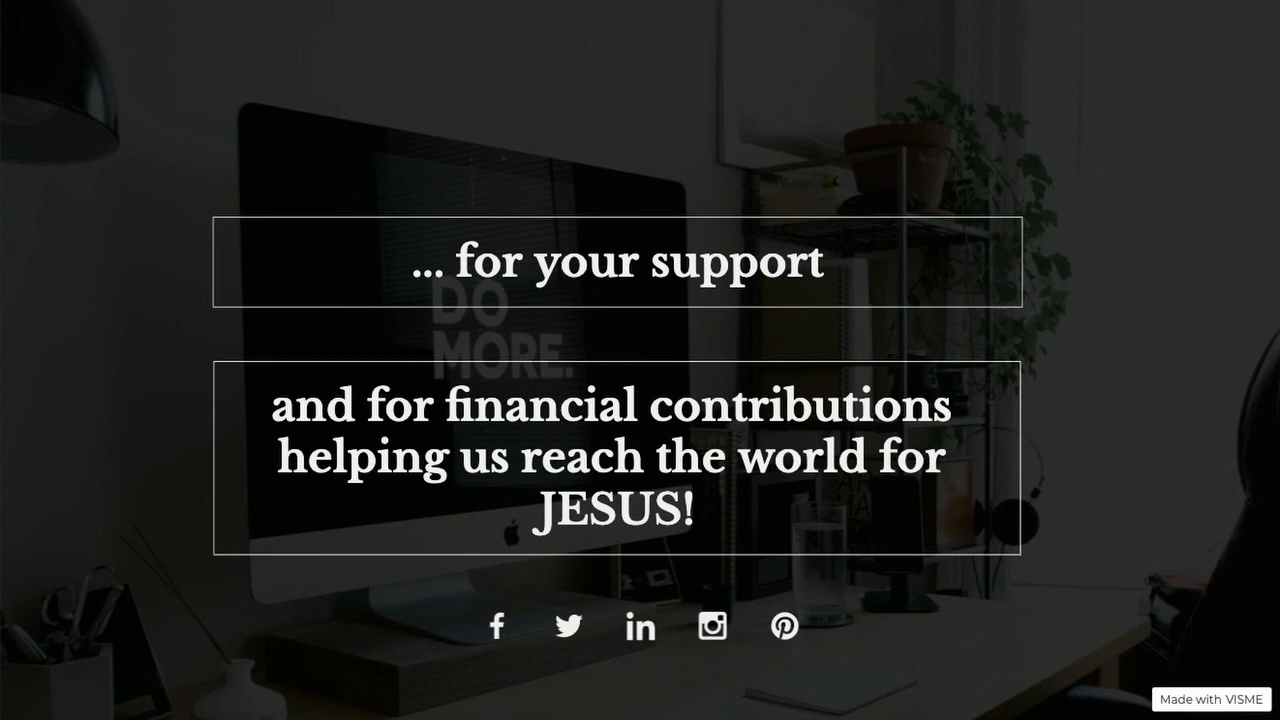 ... for your support
DO
MORE.
and for financial contributions
helping us reach the world for
JESUS!
Made with VISME